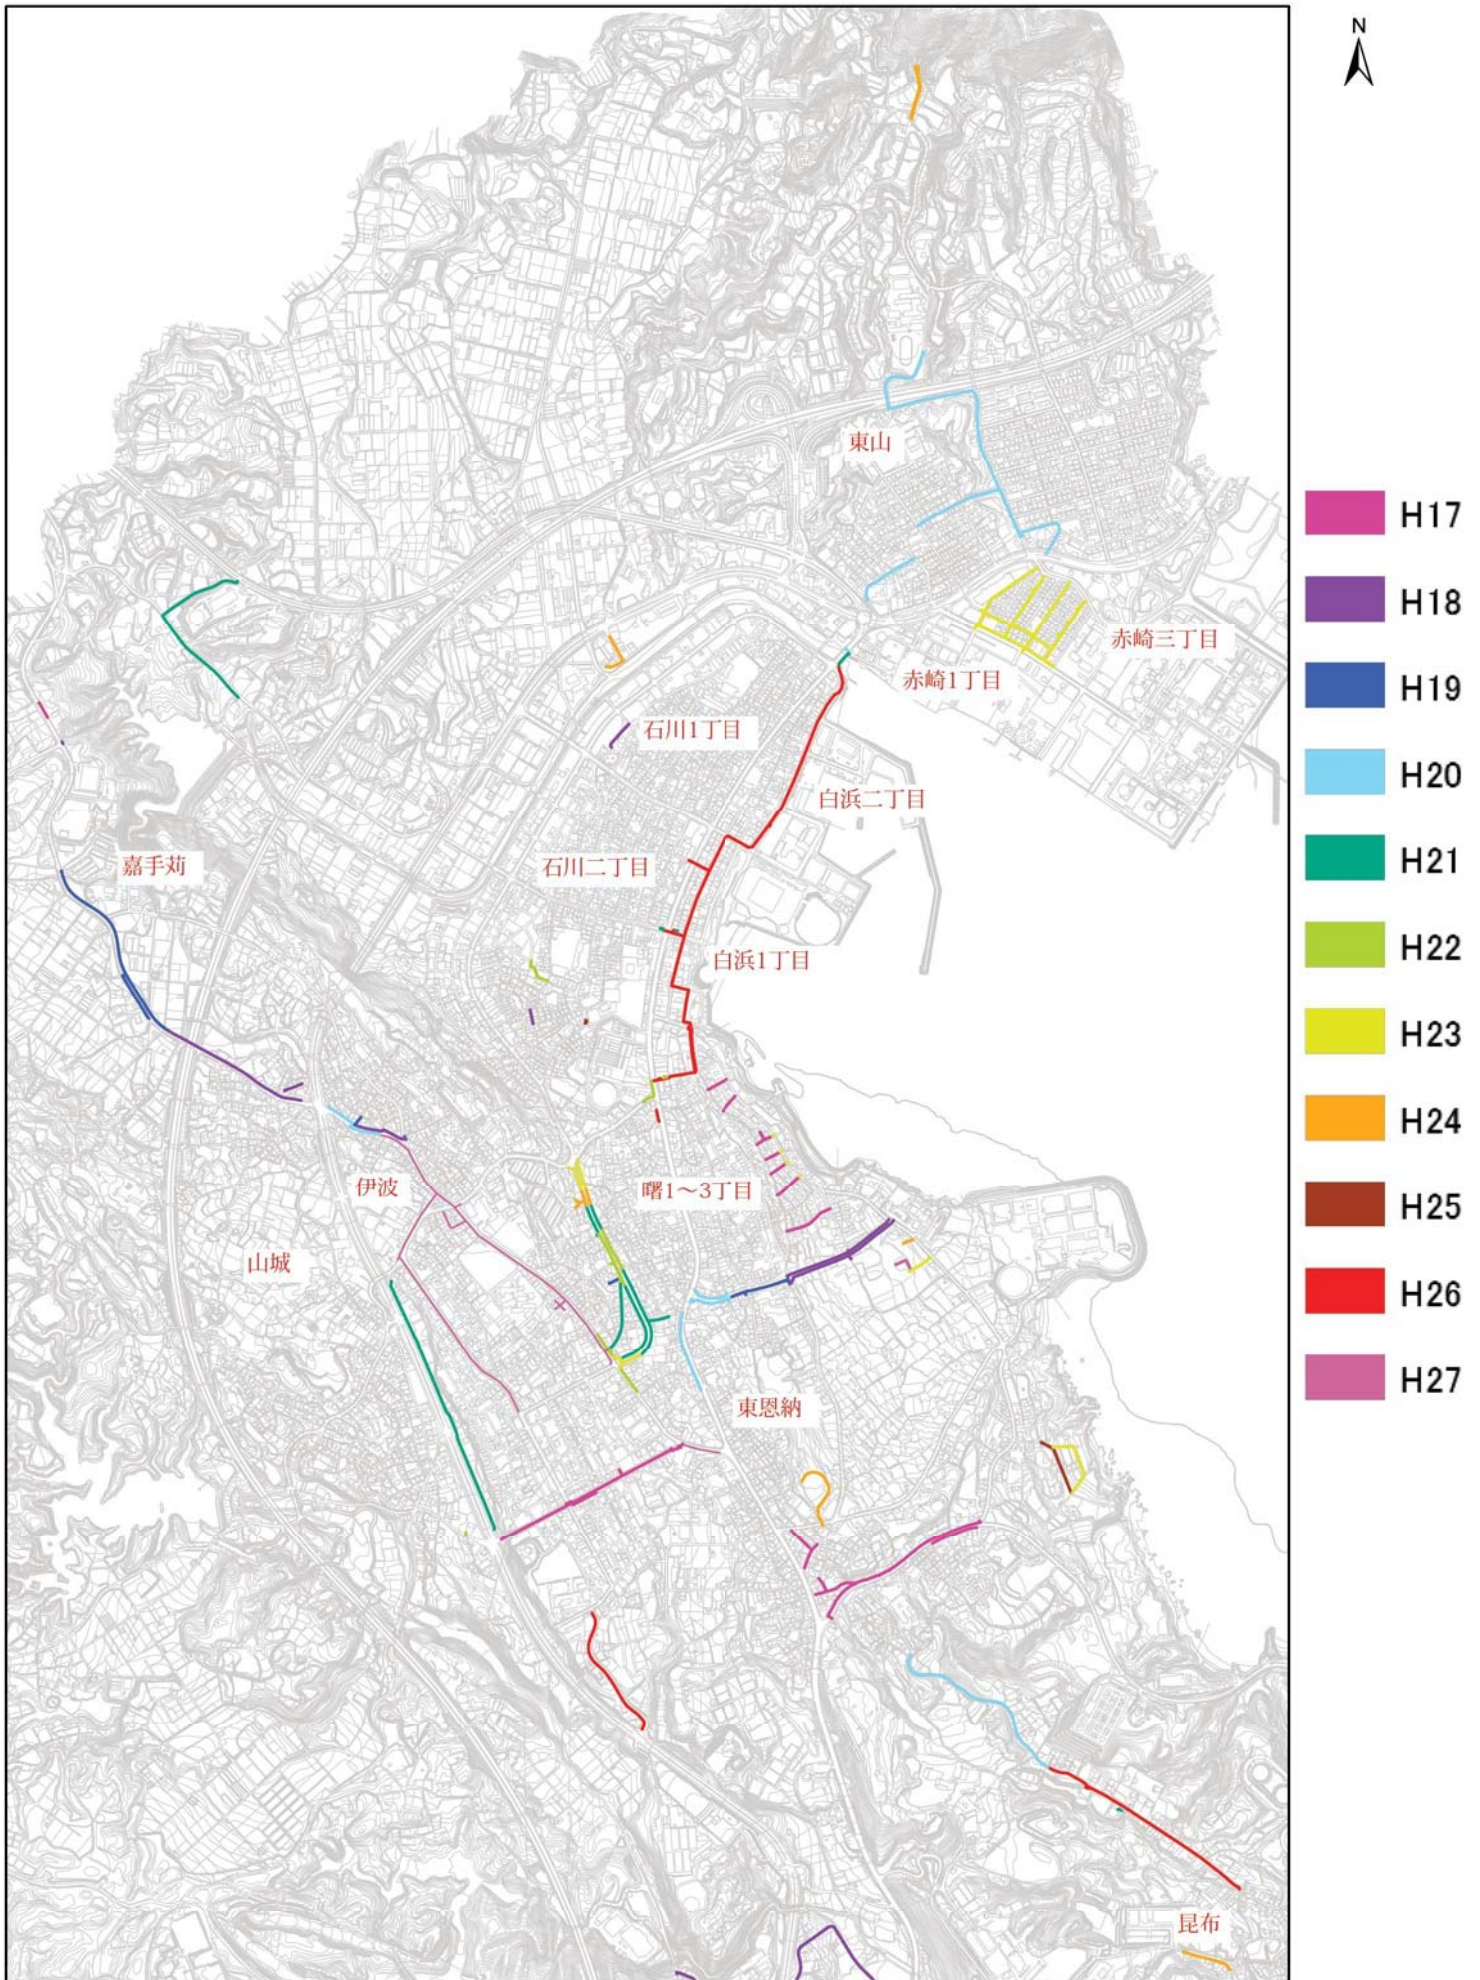 N
東山
赤崎三丁目
赤崎1丁目
石川1丁目
白浜二丁目
嘉手苅
石川二丁目
白浜1丁目
伊波
曙1～3丁目
山城
東恩納
昆布
H17
H18
H19
H20
H21
H22
H23
H24
H25
H26
H27